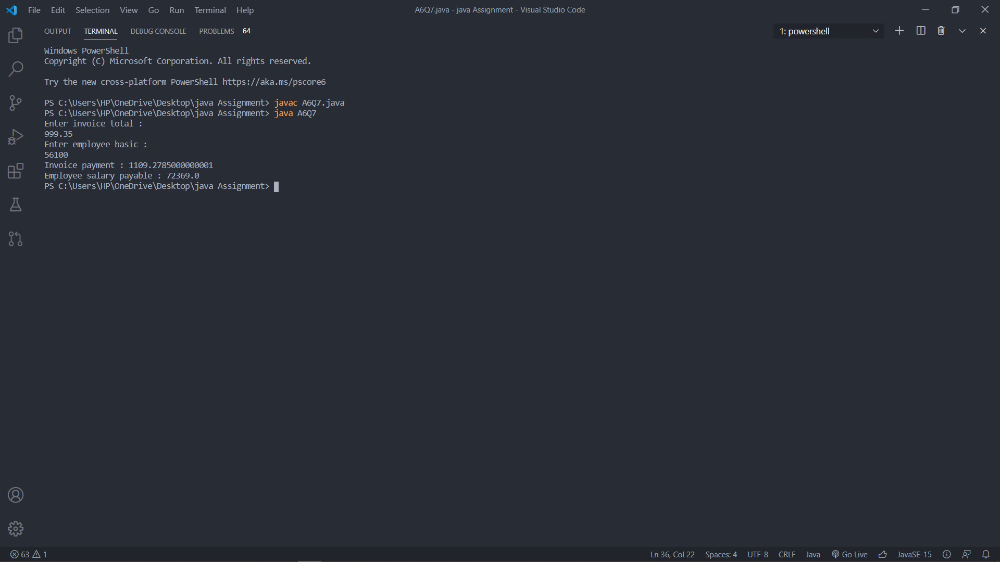 File Edit Selection View Go Run Terminal Help
A6Q7.java - java Assignment - Visual Studio Code
OUTPUT TERMINAL DEBUG CONSOLE PROBLEMS 64
1: powershell
Windows PowerShell
Copyright (C) Microsoft Corporation. All rights reserved.
Try the new cross-platform PowerShell https://aka.ms/pscore6
PS C:\Users\HP\OneDrive\Desktop\java Assignment> javac A6Q7.java
PS C:\Users\HP\OneDrive\Desktop\java Assignment> java A6Q7
Enter invoice total :
999.35
Enter employee basic :
56100
Invoice payment : 1109.2785000000001
Employee salary payable : 72369.0
PS C:\Users\HP\OneDrive\Desktop\java Assignment>
63 1
Ln 36, Col 22 Spaces: 4 UTF-8 CRLF Java Go Live JavaSE-15